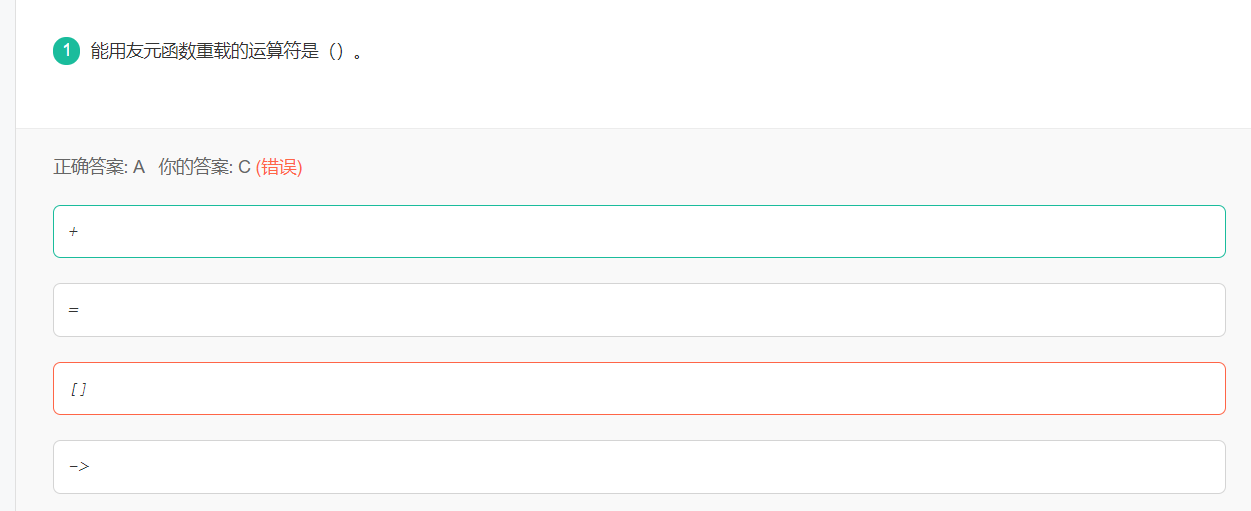 1 能用友元函数重载的运算符是（）。
正确答案: A 你的答案: C (错误)
+
=
[]
->